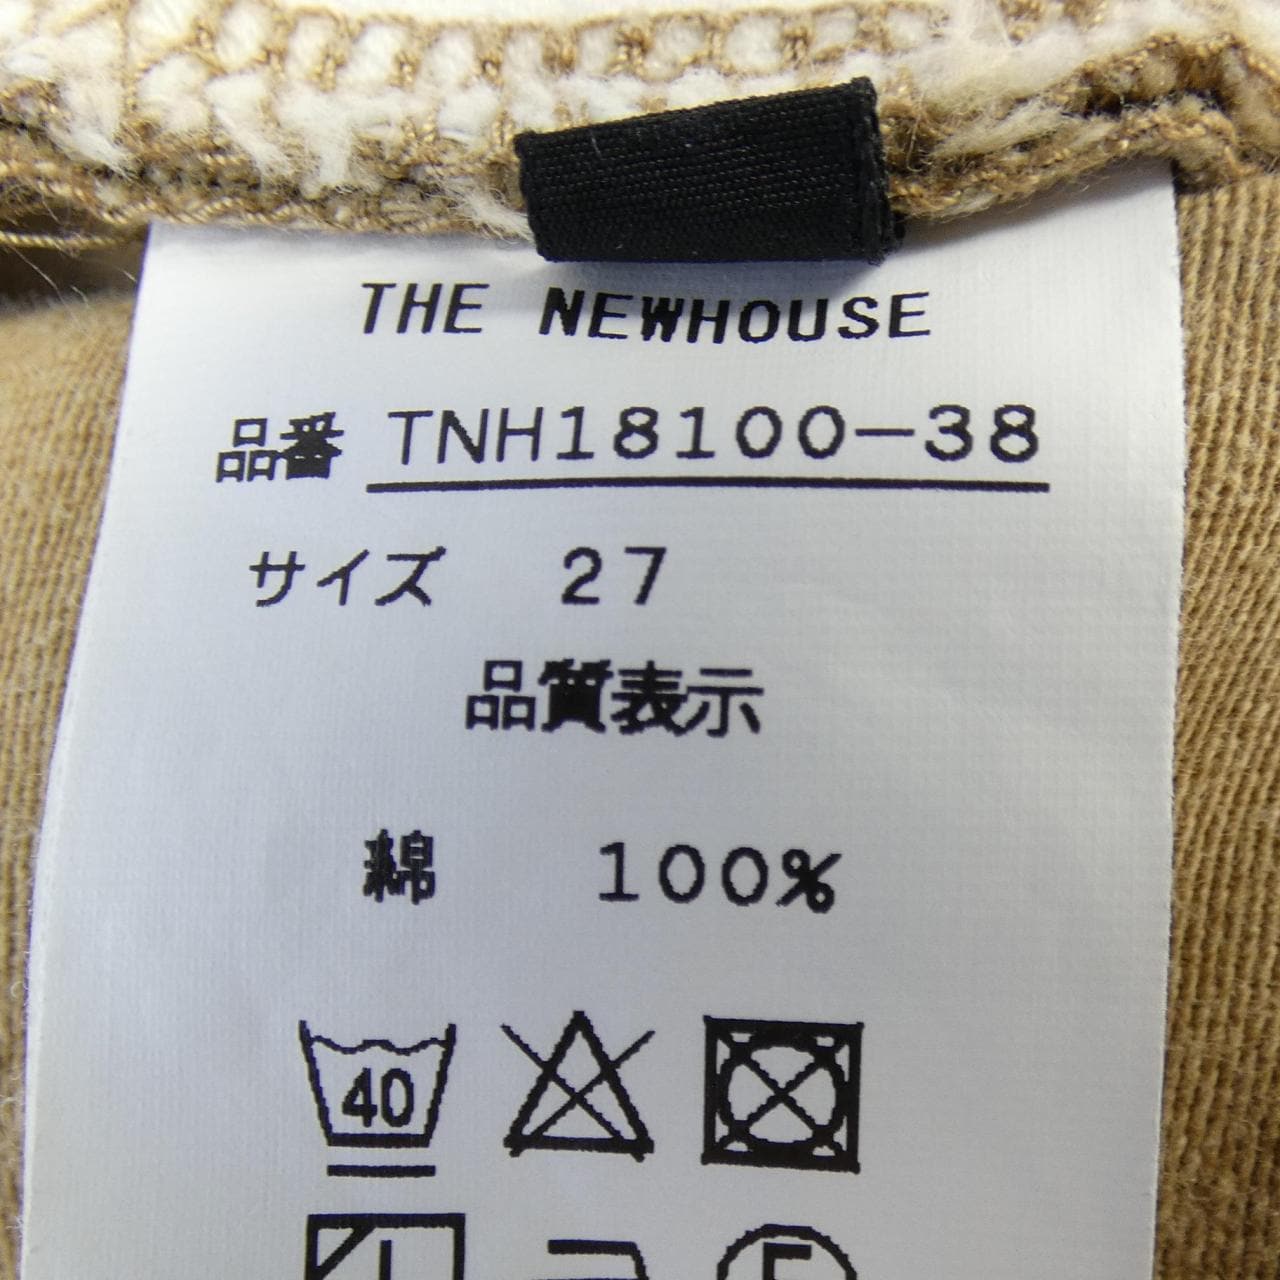 THE NEWHOUSE
品番 TNH18100-38
サイズ 27
品質表示
綿 100%
40